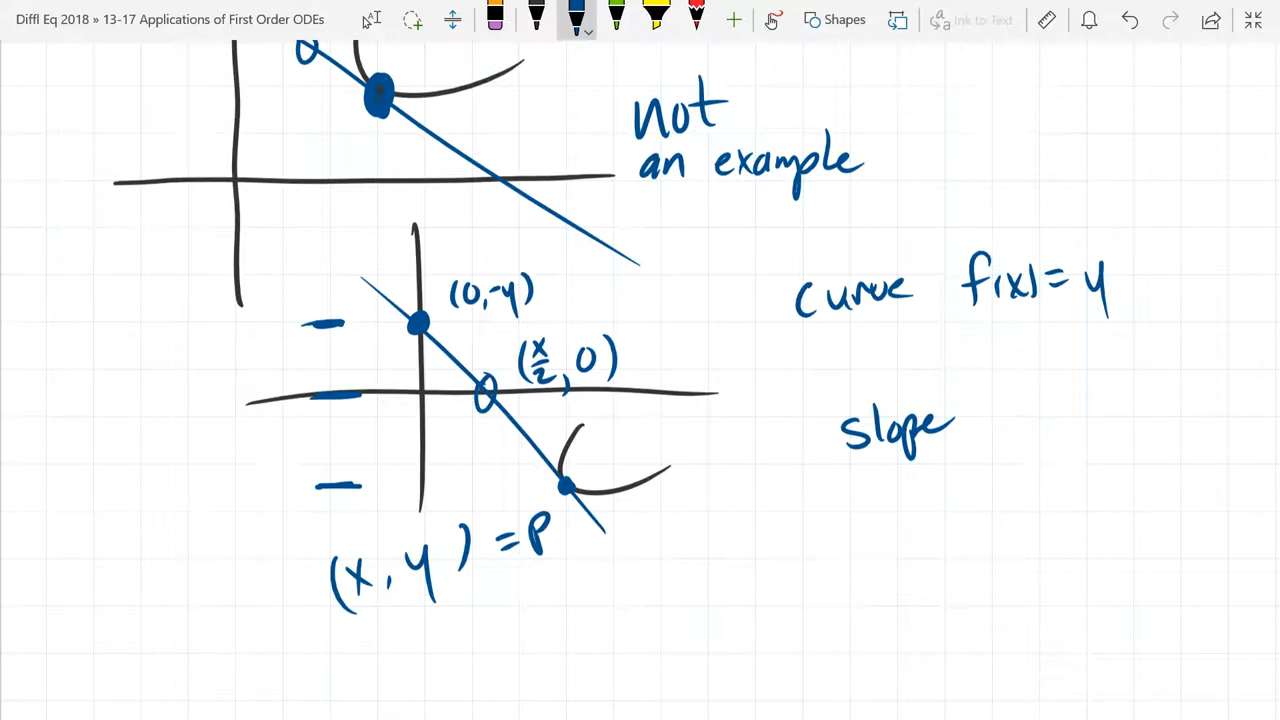 Diffl Eq 2018 » 13-17 Applications of First Order ODEs
Shapes
Link to Text
not
an example
(0,-y)
curve f(x) = y
(x/2, 0)
slope
(x, y) = P